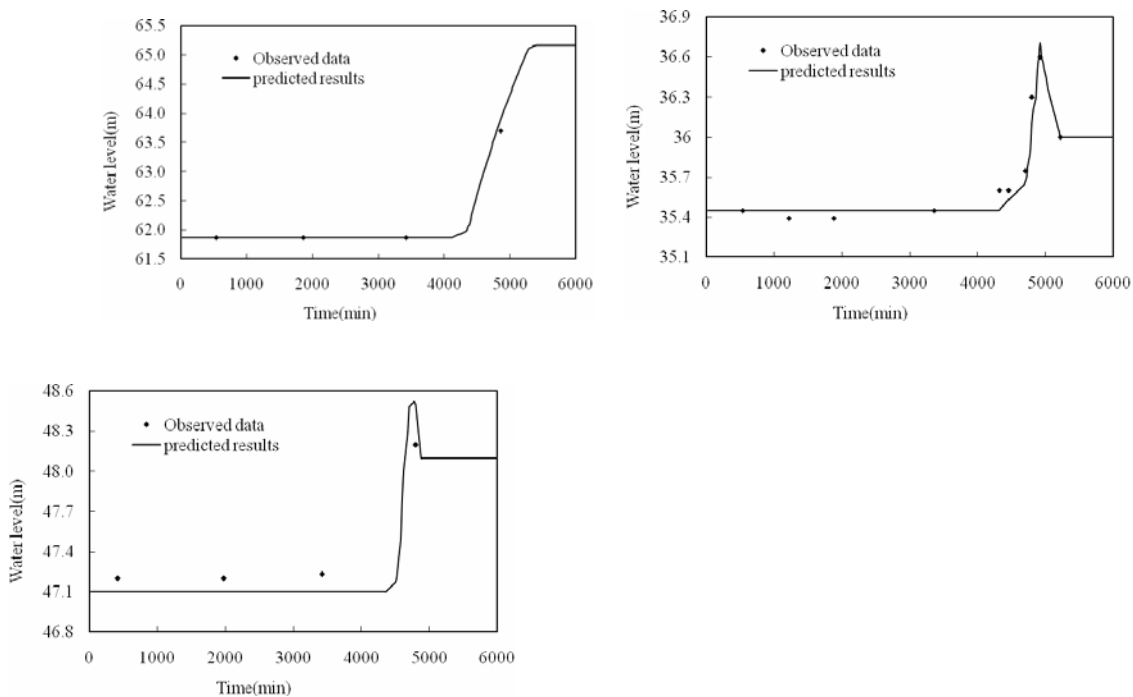 65.5
65.0
64.5
64.0
63.5
63.0
62.5
62.0
61.5
Water level(m)
Observed data
predicted results
0 1000 2000 3000 4000 5000 6000
Time(min)
36.9
36.6
36.3
36
35.7
35.4
35.1
Water level(m)
Observed data
predicted results
0 1000 2000 3000 4000 5000 6000
Time(min)
48.6
48.3
48.0
47.7
47.4
47.1
46.8
Water level(m)
Observed data
predicted results
0 1000 2000 3000 4000 5000 6000
Time(min)